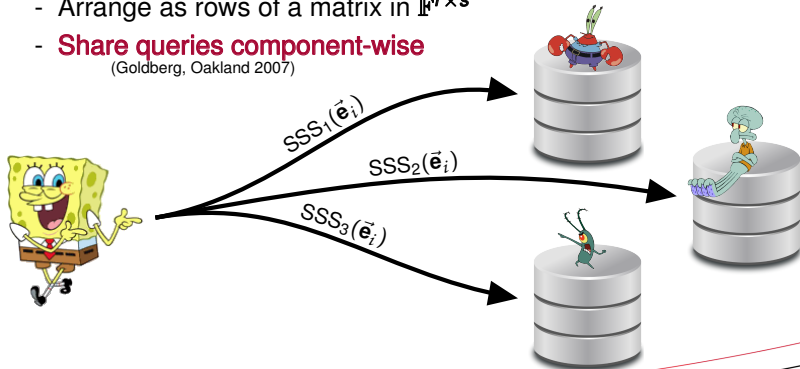 - Arrange as rows of a matrix in 𝔽^{r×s}
- Share queries component-wise
(Goldberg, Oakland 2007)
SSS₁(e⃗ᵢ)
SSS₂(e⃗ᵢ)
SSS₃(e⃗ᵢ)